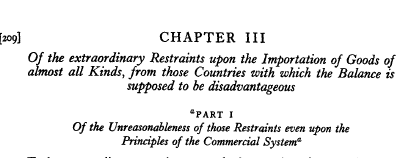 [209]
CHAPTER III
Of the extraordinary Restraints upon the Importation of Goods of
almost all Kinds, from those Countries with which the Balance is
supposed to be disadvantageous
ᵃPART I
Of the Unreasonableness of those Restraints even upon the
Principles of the Commercial Systemᵃ